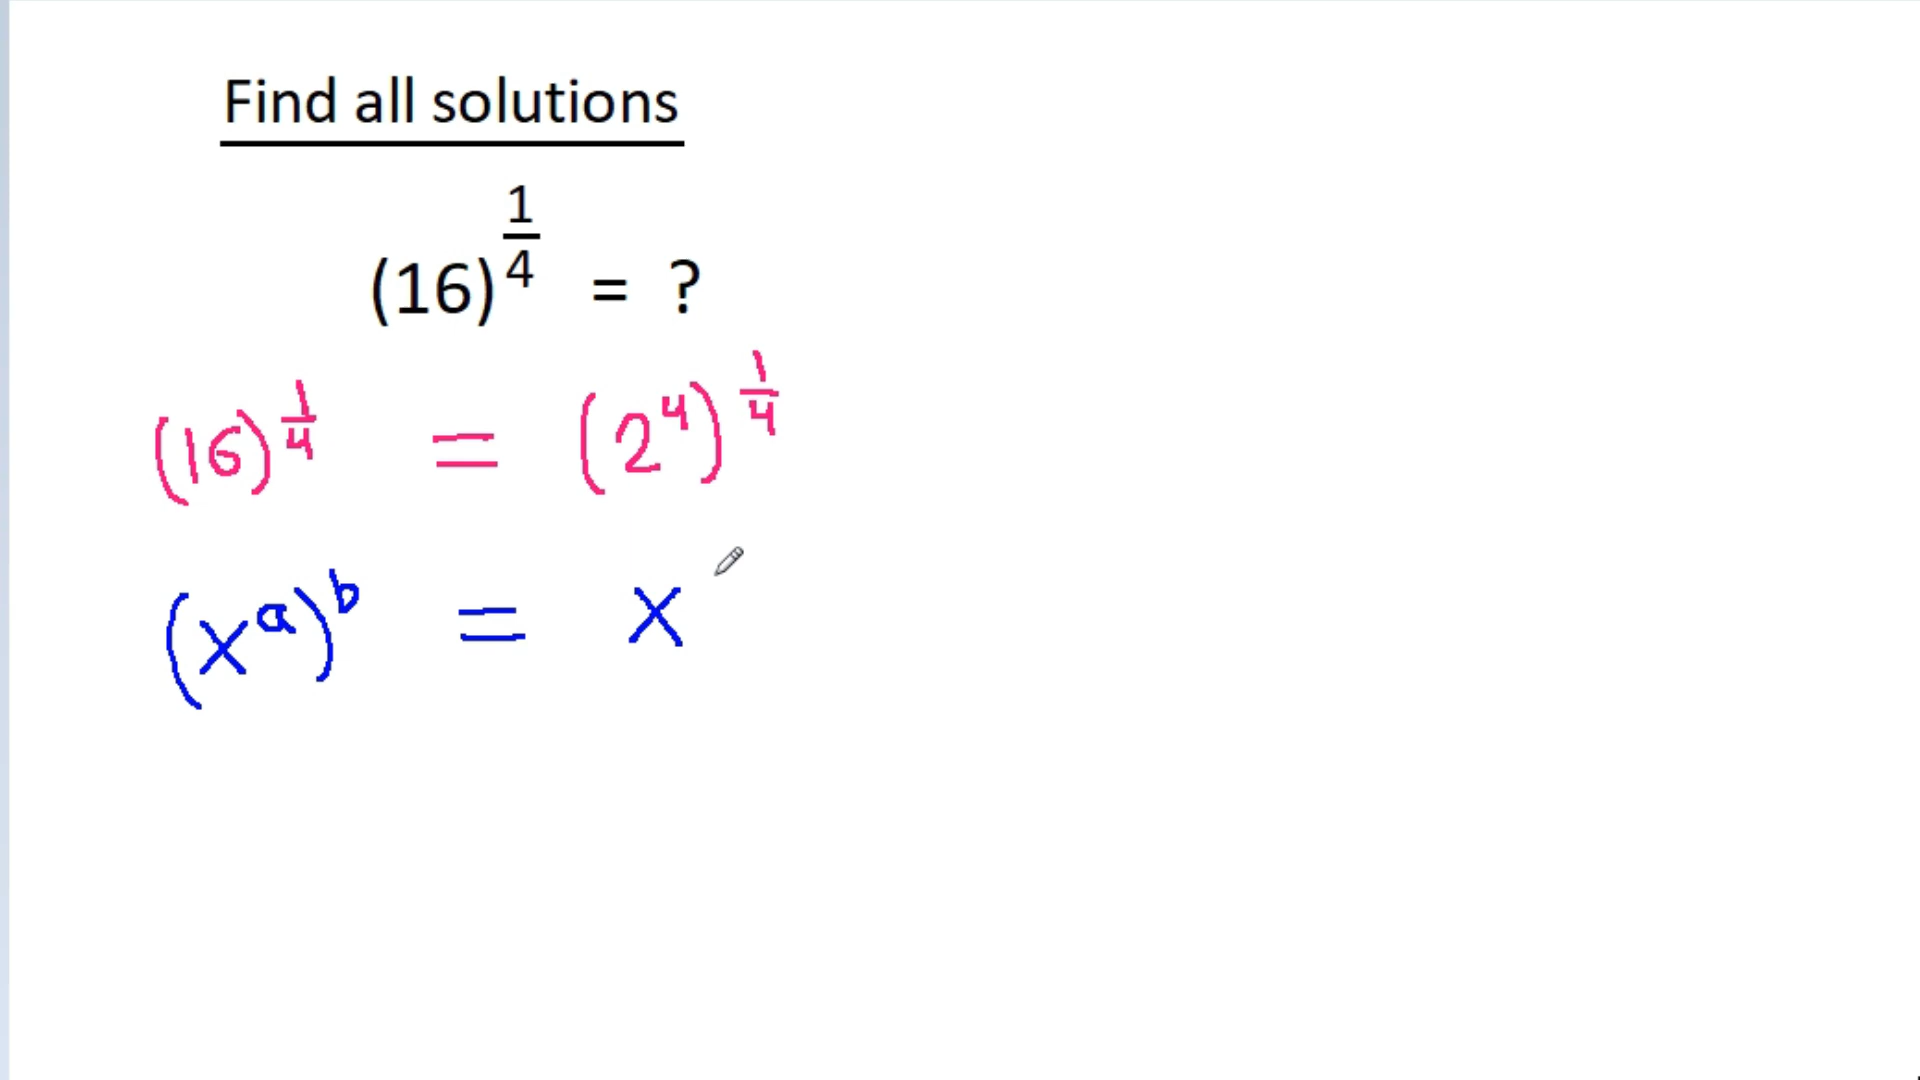 Find all solutions
(16)^(1/4) = ?
(16)^(1/4) = (2^4)^(1/4)
(x^a)^b = x